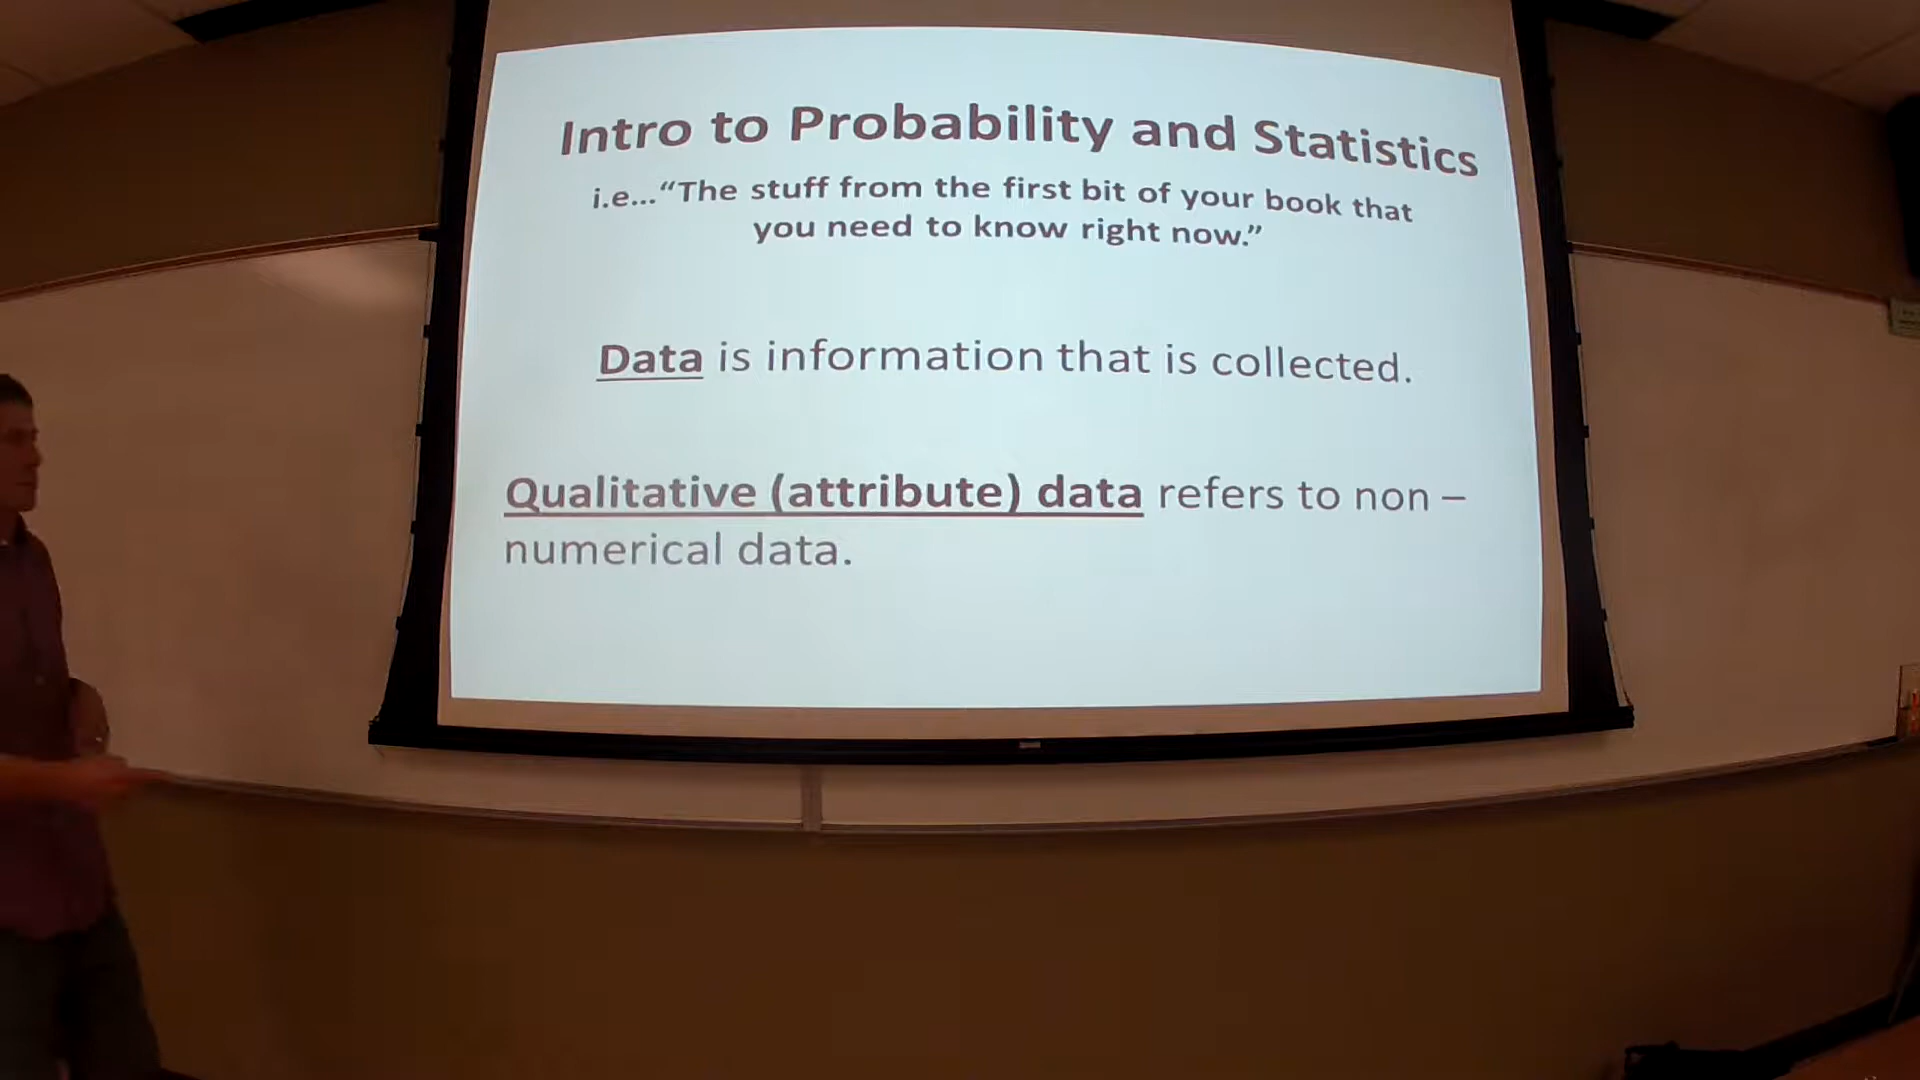 Intro to Probability and Statistics
i.e...“The stuff from the first bit of your book that
you need to know right now.”
Data is information that is collected.
Qualitative (attribute) data refers to non –
numerical data.